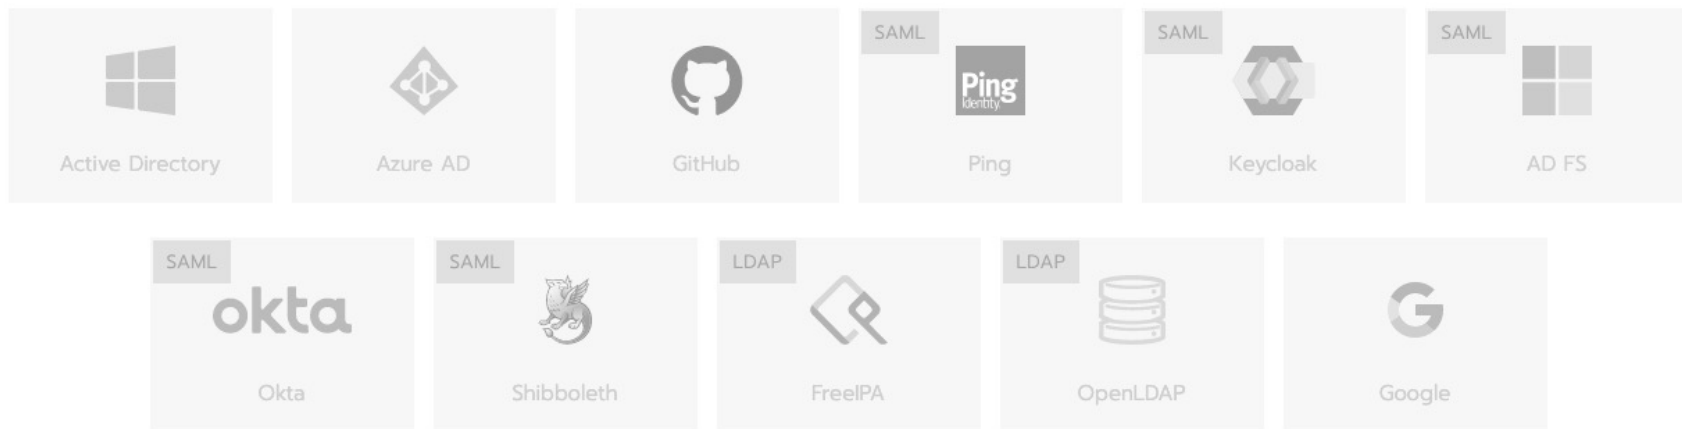 SAML
SAML
SAML
Ping
Identity
Active Directory
Azure AD
GitHub
Ping
Keycloak
AD FS
SAML
SAML
LDAP
LDAP
okta
Okta
Shibboleth
FreeIPA
OpenLDAP
Google